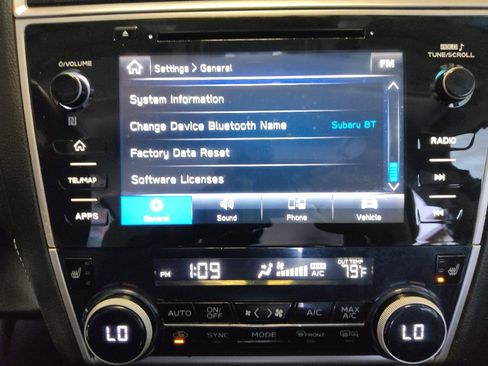 ⏻/VOLUME
TUNE/SCROLL
Settings > General
FM
System Information
Change Device Bluetooth Name Subaru BT
Factory Data Reset
Software Licenses
General Sound Phone Vehicle
RADIO
TEL/MAP
APPS
PM 1:09 A/C OUT TEMP 79°F
AUTO ON/OFF A/C MAX A/C
LO SYNC MODE FRONT LO